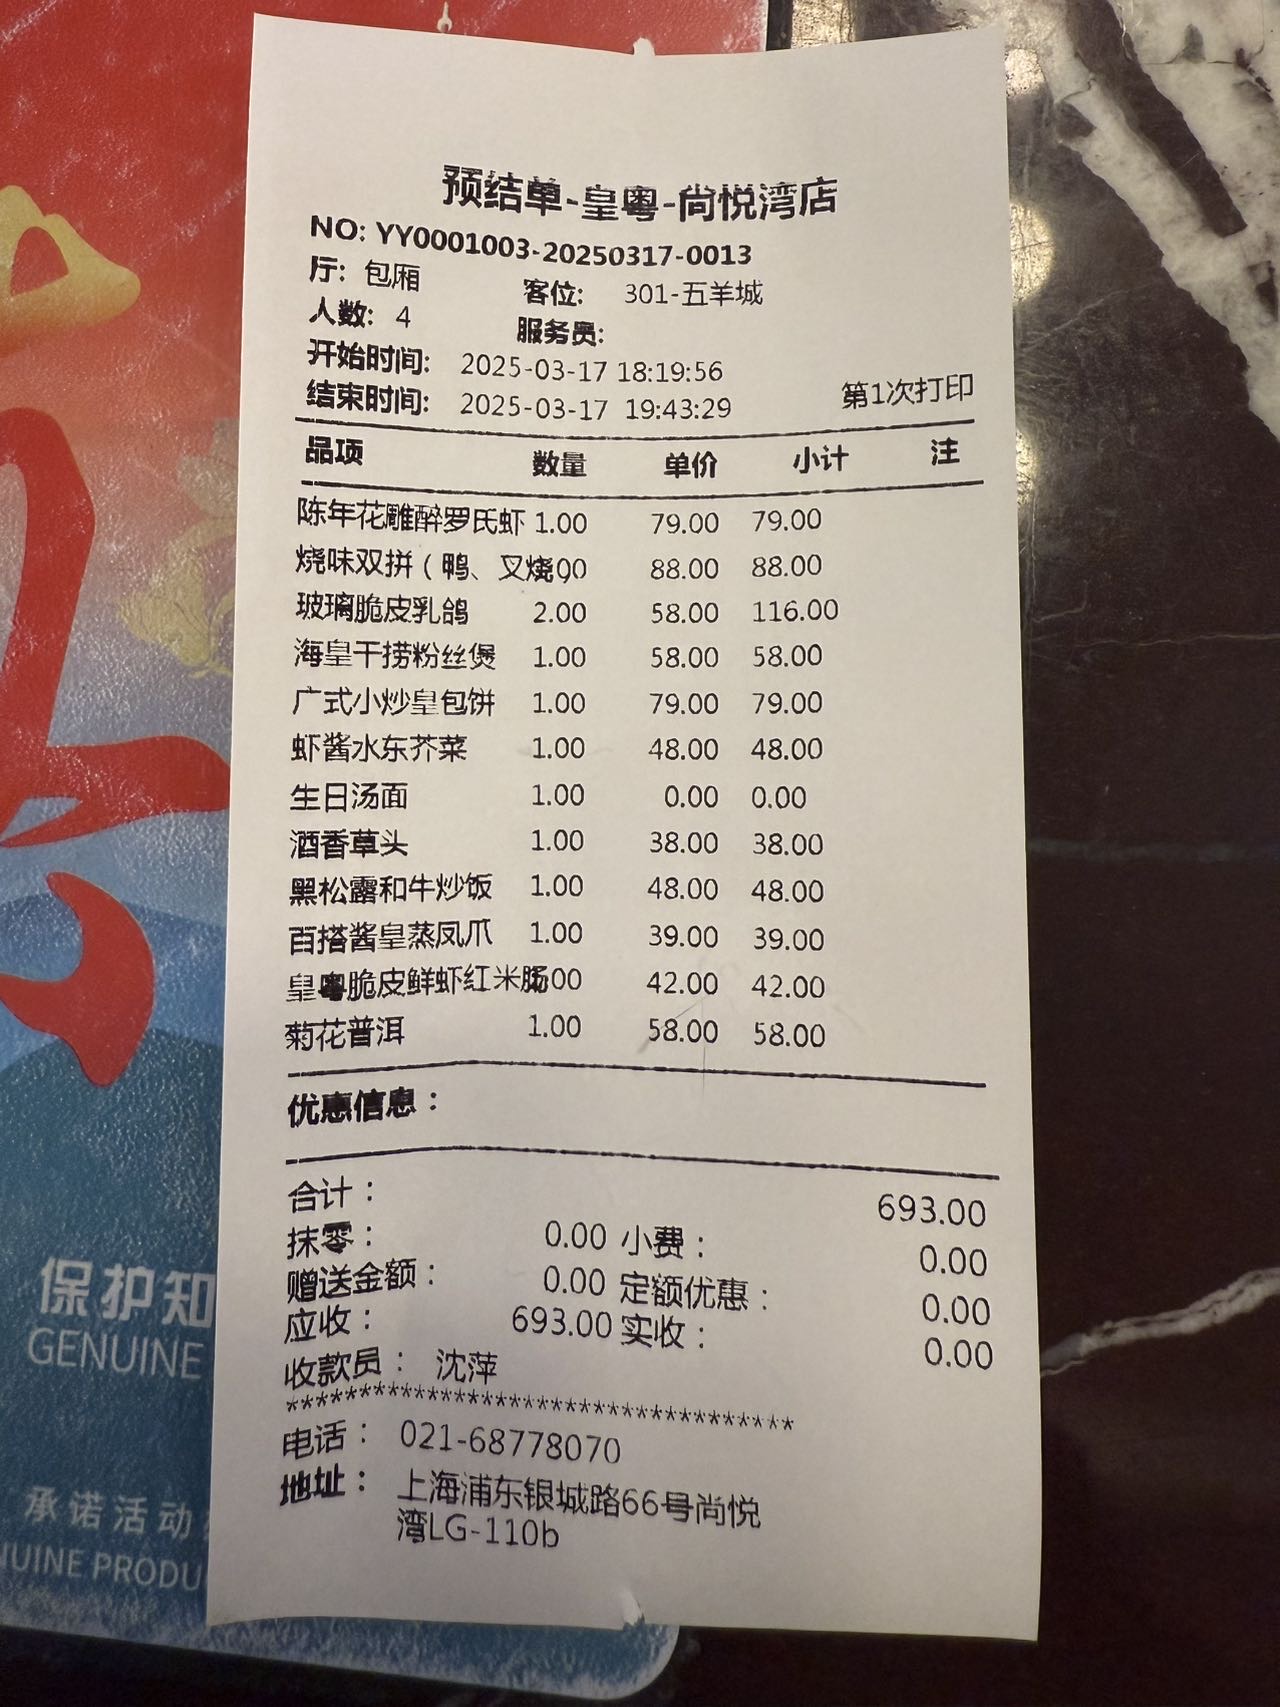 预结单-皇粤-尚悦湾店
NO: YY0001003-20250317-0013
厅: 包厢 客位: 301-五羊城
人数: 4 服务员:
开始时间: 2025-03-17 18:19:56
结束时间: 2025-03-17 19:43:29 第1次打印
品项 数量 单价 小计 注
陈年花雕醉罗氏虾 1.00 79.00 79.00
烧味双拼（鸭、叉烧 00 88.00 88.00
玻璃脆皮乳鸽 2.00 58.00 116.00
海皇干捞粉丝煲 1.00 58.00 58.00
广式小炒皇包饼 1.00 79.00 79.00
虾酱水东芥菜 1.00 48.00 48.00
生日汤面 1.00 0.00 0.00
酒香草头 1.00 38.00 38.00
黑松露和牛炒饭 1.00 48.00 48.00
百搭酱皇蒸凤爪 1.00 39.00 39.00
皇粤脆皮鲜虾红米肠 00 42.00 42.00
菊花普洱 1.00 58.00 58.00
优惠信息：
合计： 693.00
抹零： 0.00 小费： 0.00
赠送金额： 0.00 定额优惠： 0.00
应收： 693.00 实收： 0.00
收款员： 沈萍
************************************
电话： 021-68778070
地址： 上海浦东银城路66号尚悦
湾LG-110b
保护知
GENUINE
承诺活动
NUINE PRODU